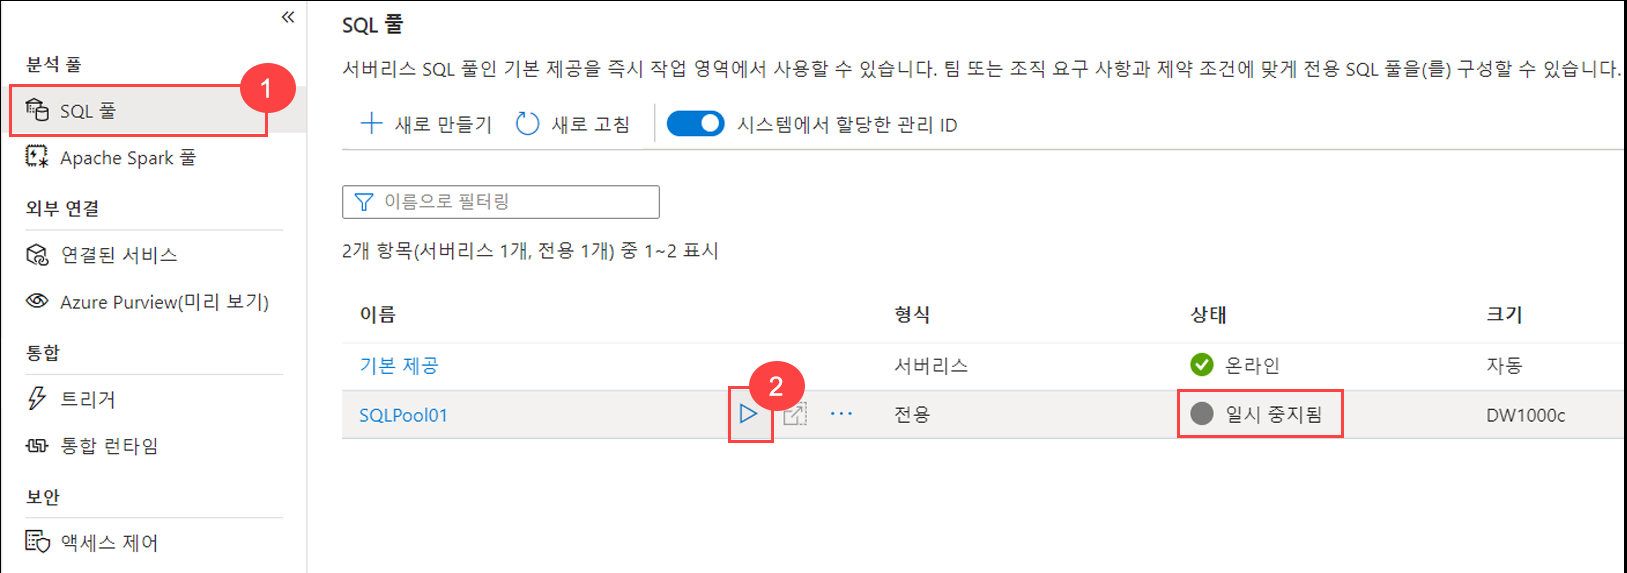 «
분석 풀
SQL 풀
1
Apache Spark 풀
외부 연결
연결된 서비스
Azure Purview(미리 보기)
통합
트리거
통합 런타임
보안
액세스 제어
SQL 풀
서버리스 SQL 풀인 기본 제공을 즉시 작업 영역에서 사용할 수 있습니다. 팀 또는 조직 요구 사항과 제약 조건에 맞게 전용 SQL 풀을(를) 구성할 수 있습니다.
새로 만들기 새로 고침 시스템에서 할당한 관리 ID
이름으로 필터링
2개 항목(서버리스 1개, 전용 1개) 중 1~2 표시
이름 형식 상태 크기
기본 제공 서버리스 온라인 자동
2
SQLPool01 ... 전용 일시 중지됨 DW1000c